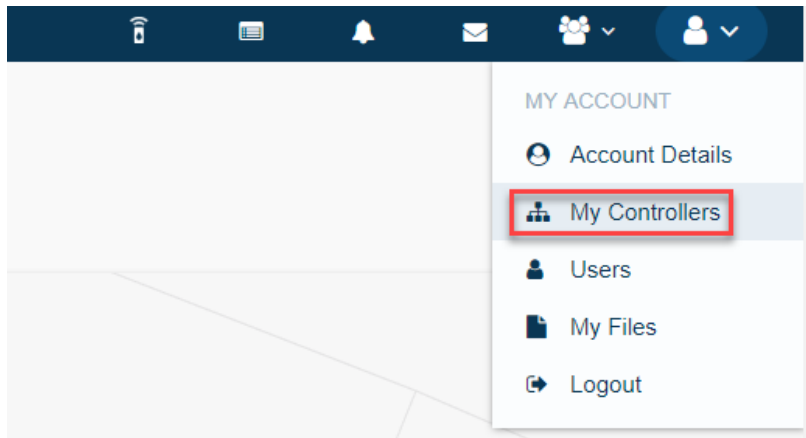 MY ACCOUNT
Account Details
My Controllers
Users
My Files
Logout